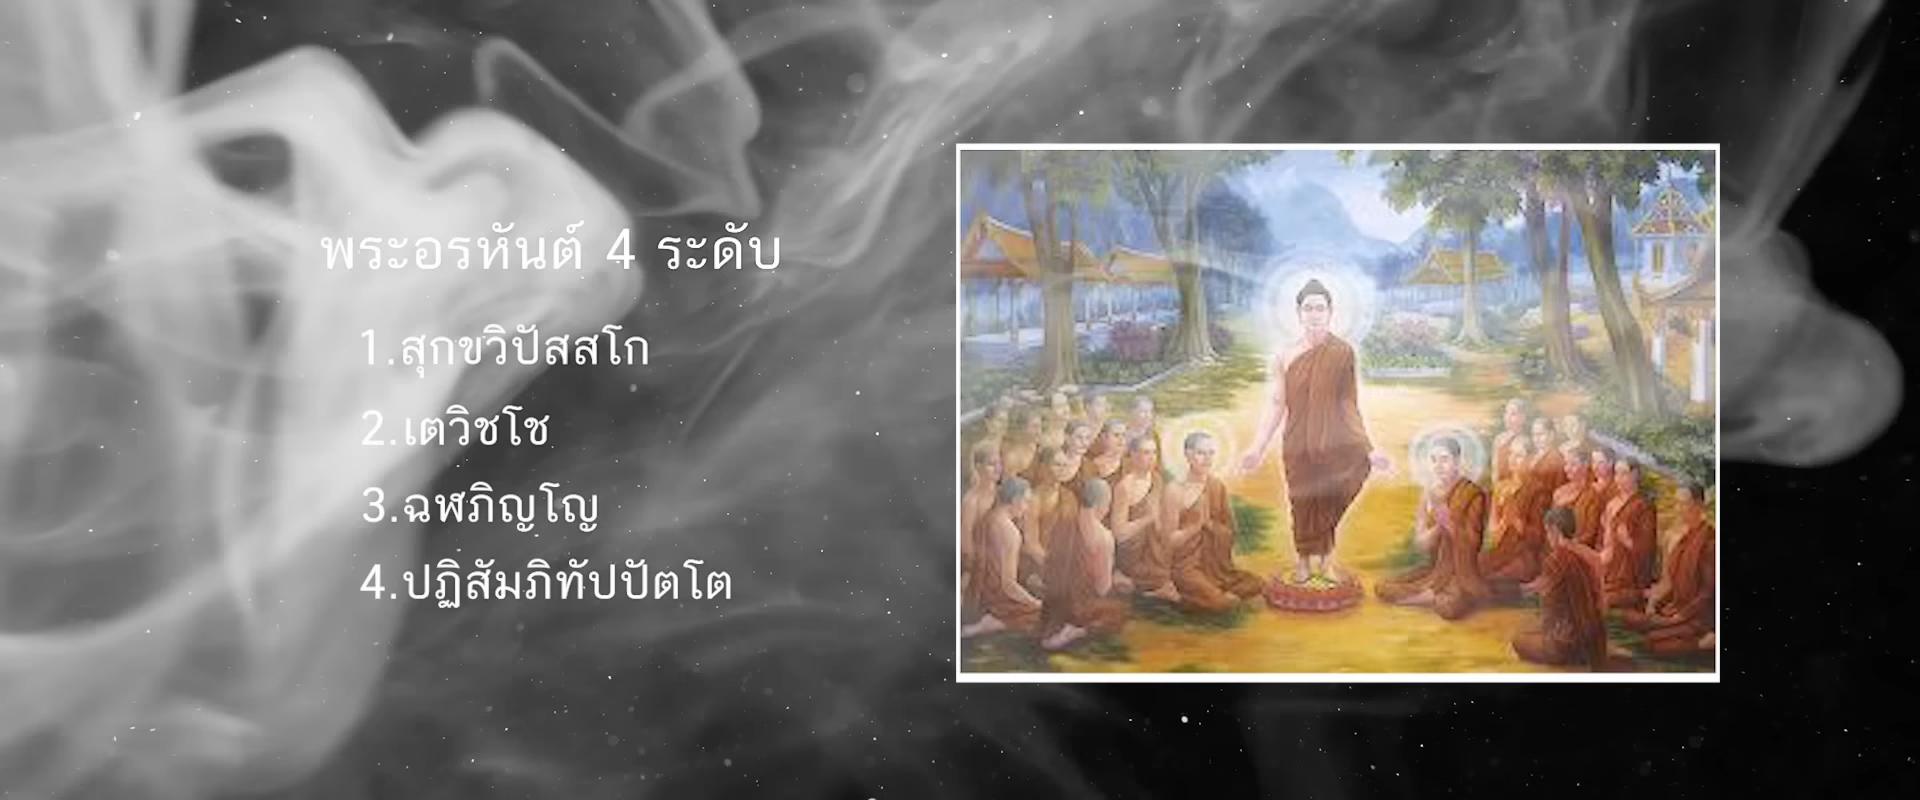 พระอรหันต์ 4 ระดับ
1.สุกขวิปัสสโก
2.เตวิชโช
3.ฉฬภิญโญ
4.ปฏิสัมภิทัปปัตโต